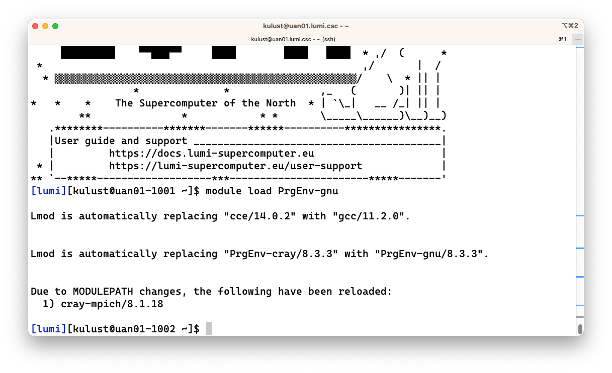 kulust@uan01.lumi.csc - -
⌥⌘2
kulust@uan01.lumi.csc - - (ssh)
⌘1
The Supercomputer of the North
User guide and support
https://docs.lumi-supercomputer.eu
https://lumi-supercomputer.eu/user-support
[lumi][kulust@uan01-1001 ~]$ module load PrgEnv-gnu
Lmod is automatically replacing "cce/14.0.2" with "gcc/11.2.0".
Lmod is automatically replacing "PrgEnv-cray/8.3.3" with "PrgEnv-gnu/8.3.3".
Due to MODULEPATH changes, the following have been reloaded:
1) cray-mpich/8.1.18
[lumi][kulust@uan01-1002 ~]$